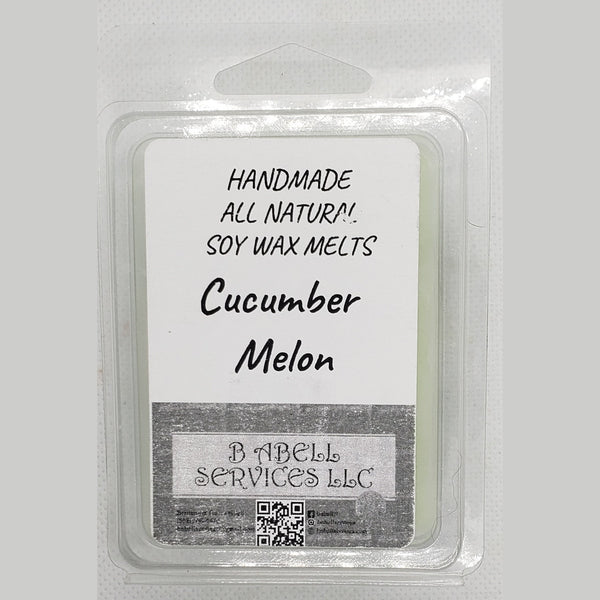 HANDMADE
ALL NATURAL
SOY WAX MELTS
Cucumber
Melon
B ABELL
SERVICES LLC